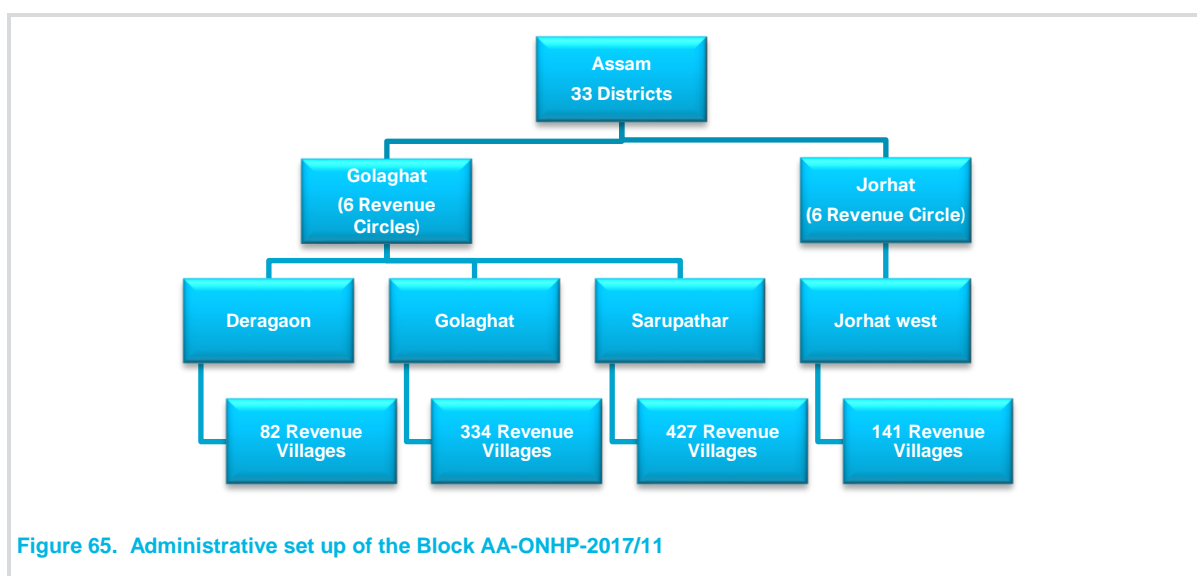 Assam
33 Districts
Golaghat
(6 Revenue
Circles)
Jorhat
(6 Revenue Circle)
Deragaon
Golaghat
Sarupathar
Jorhat west
82 Revenue
Villages
334 Revenue
Villages
427 Revenue
Villages
141 Revenue
Villages
Figure 65. Administrative set up of the Block AA-ONHP-2017/11